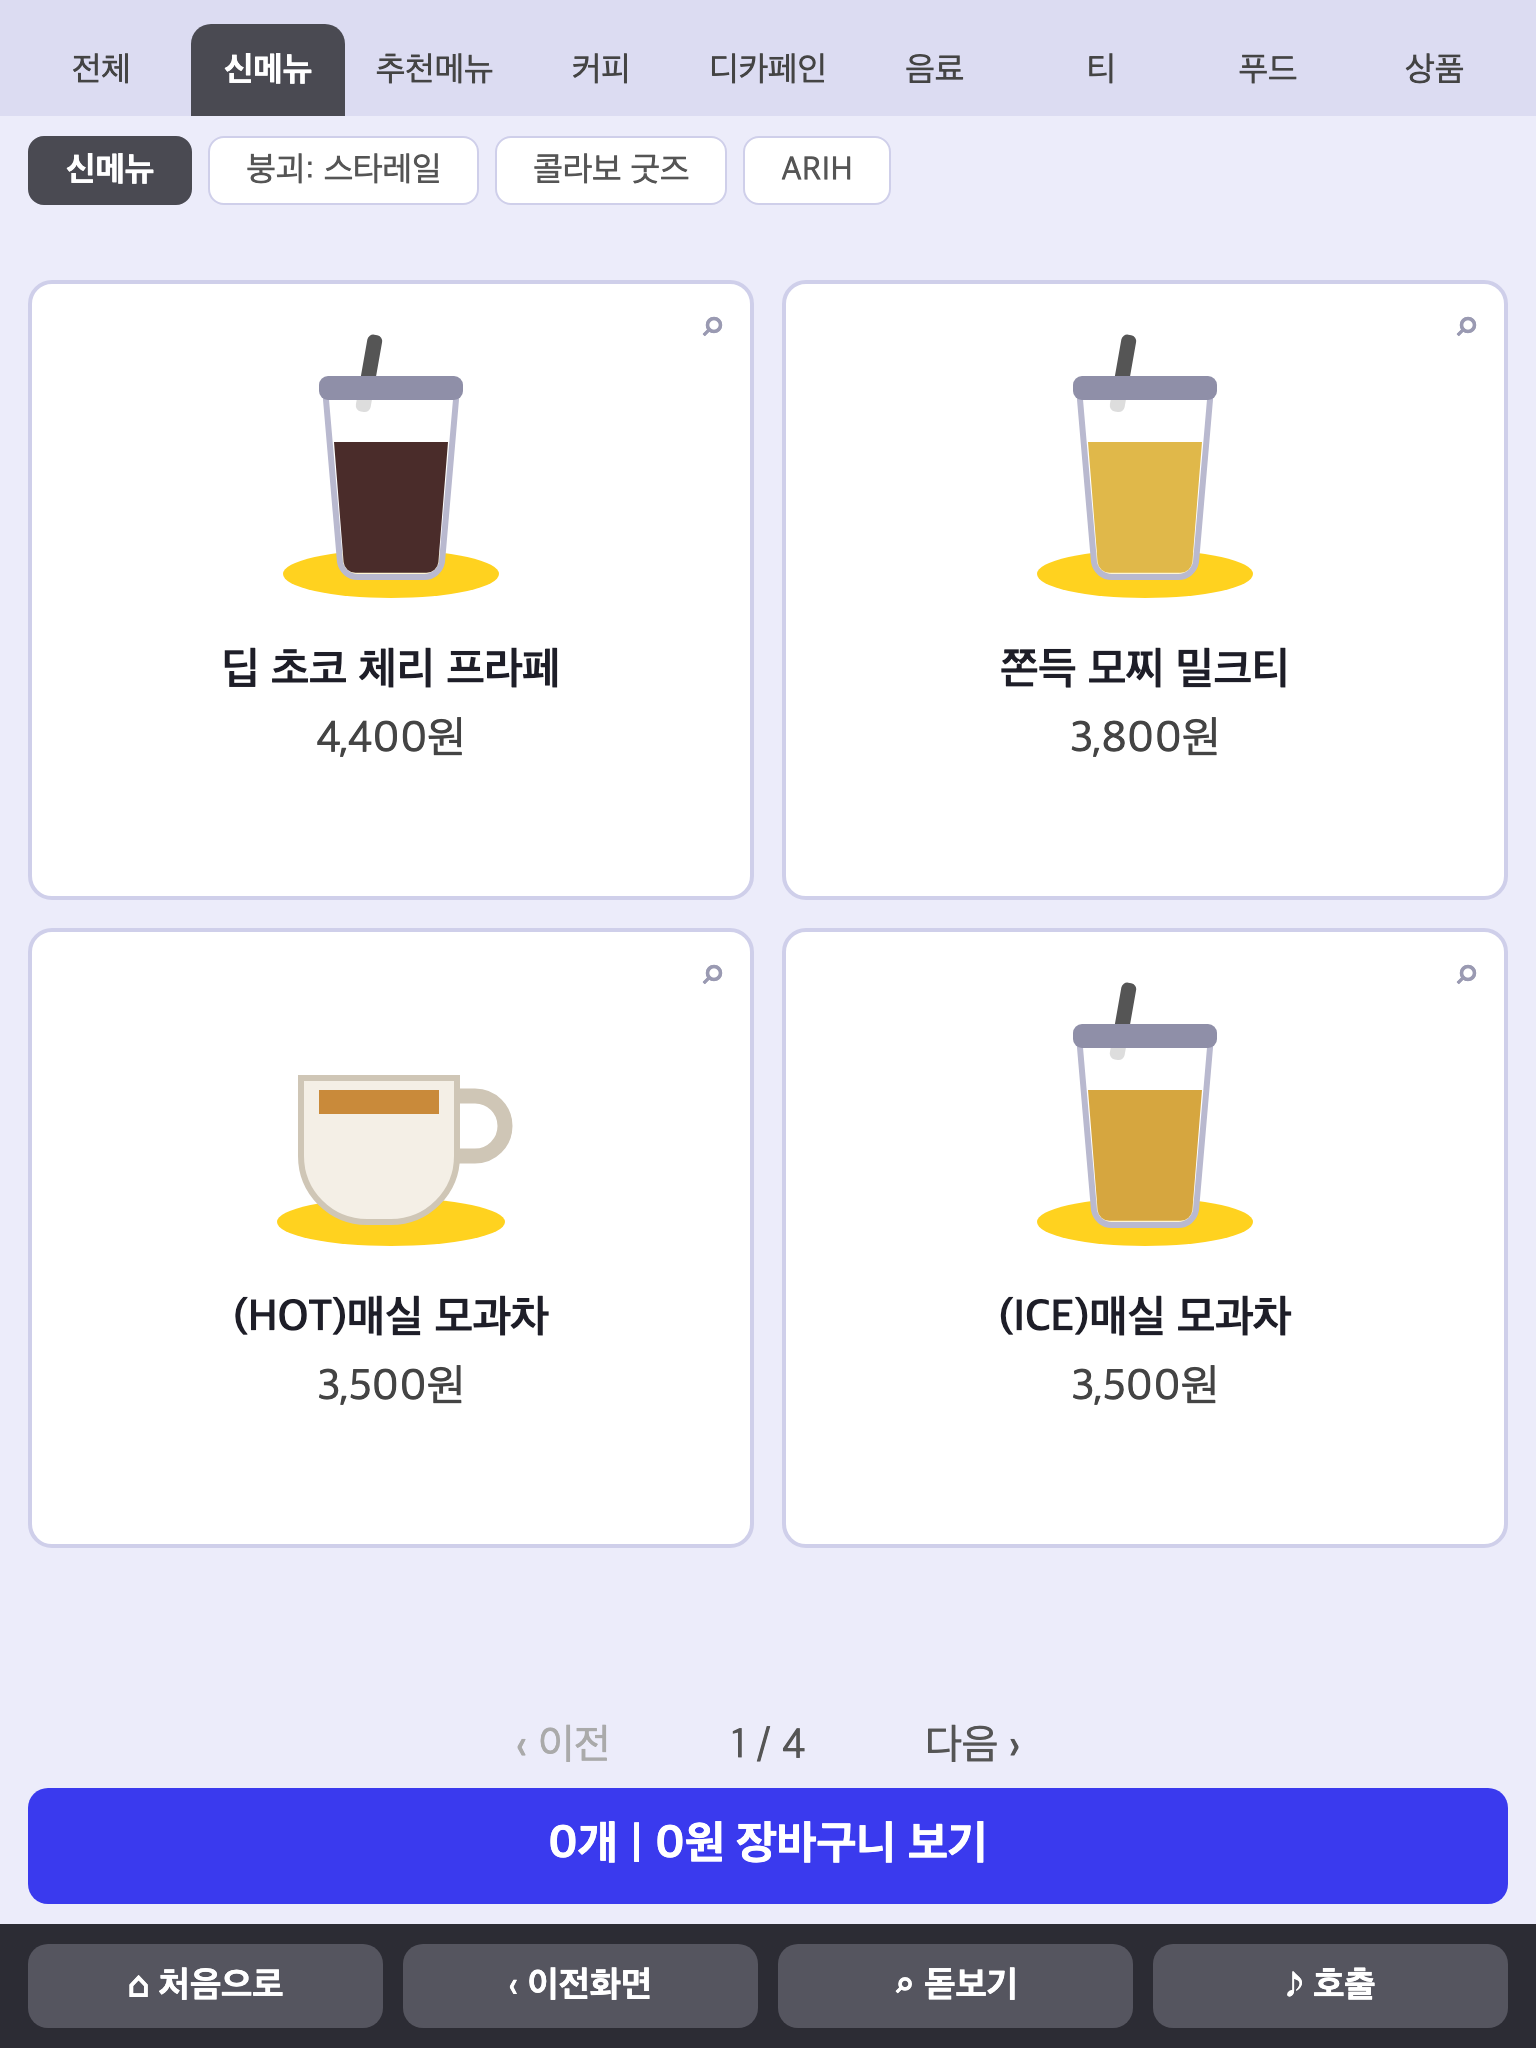 전체 신메뉴 추천메뉴 커피 디카페인 음료 티 푸드 상품
신메뉴 붕괴: 스타레일 콜라보 굿즈 ARIH
딥 초코 체리 프라페
4,400원
쫀득 모찌 밀크티
3,800원
(HOT)매실 모과차
3,500원
(ICE)매실 모과차
3,500원
‹ 이전 1 / 4 다음 ›
0개 | 0원 장바구니 보기
⌂ 처음으로 ‹ 이전화면 ⌕ 돋보기 ♪ 호출